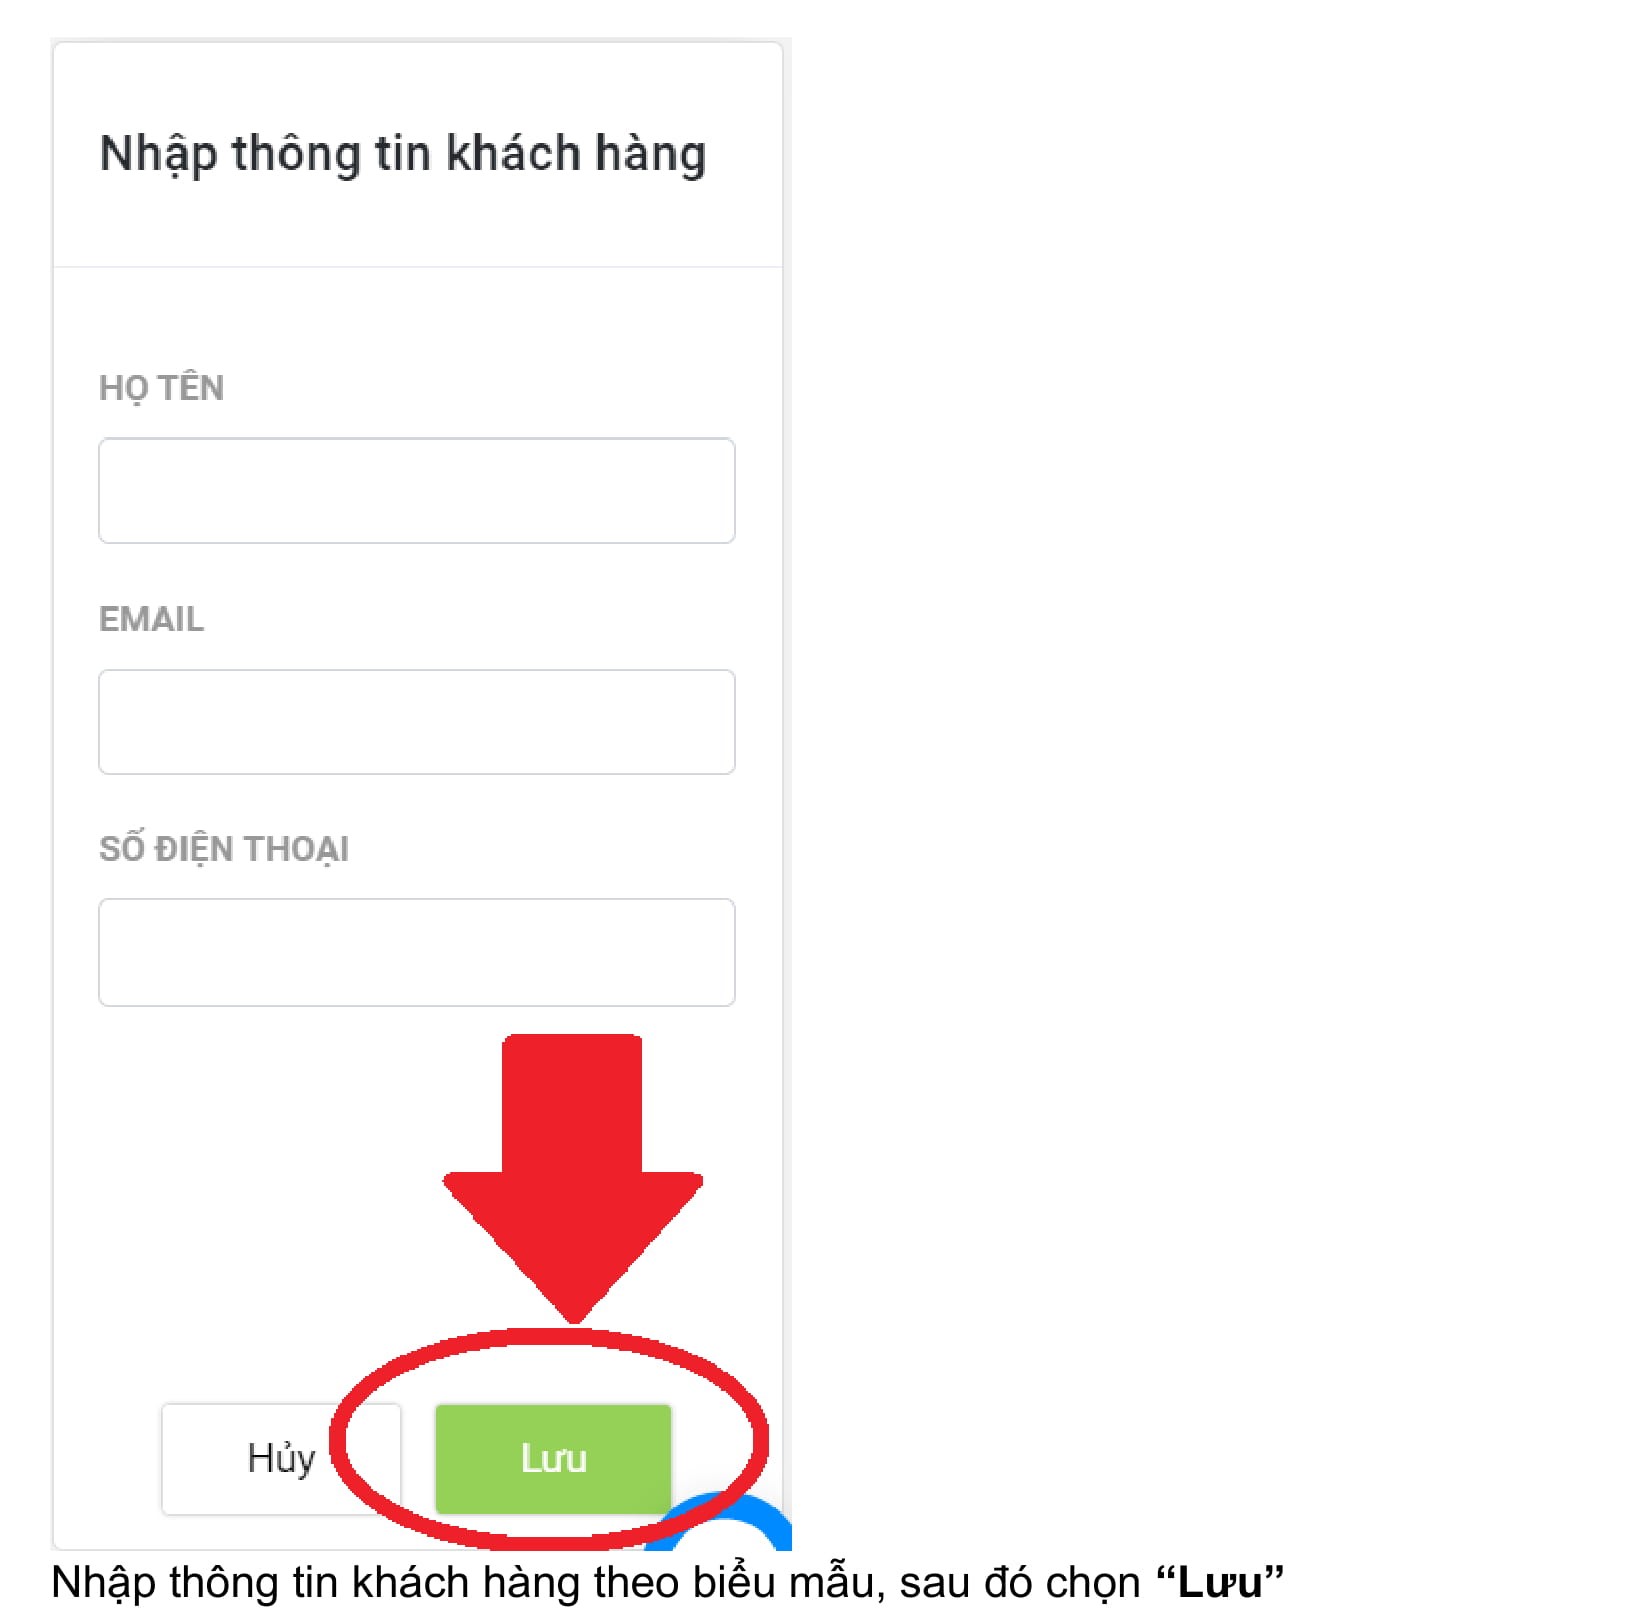 Nhập thông tin khách hàng
HỌ TÊN
EMAIL
SỐ ĐIỆN THOẠI
Hủy
Lưu
Nhập thông tin khách hàng theo biểu mẫu, sau đó chọn “Lưu”